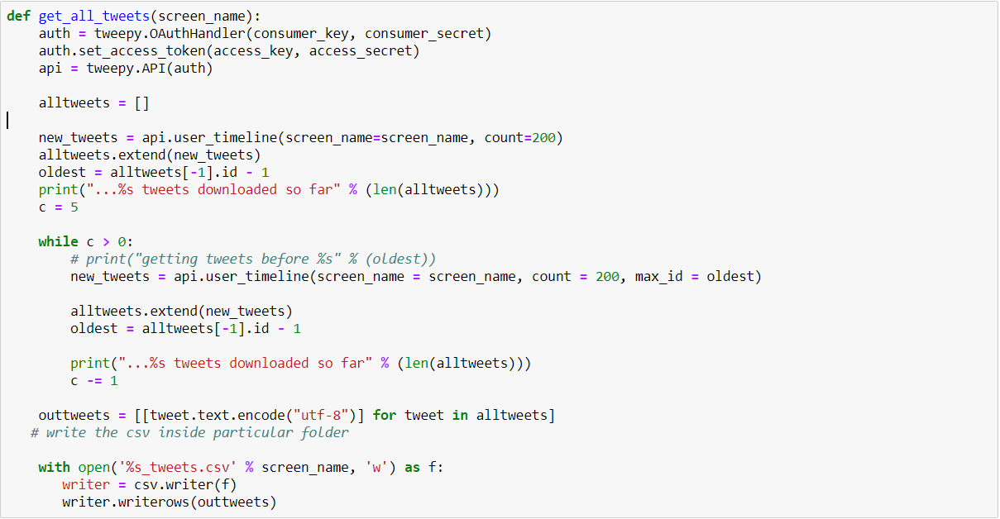 def get_all_tweets(screen_name):
    auth = tweepy.OAuthHandler(consumer_key, consumer_secret)
    auth.set_access_token(access_key, access_secret)
    api = tweepy.API(auth)

    alltweets = []

    new_tweets = api.user_timeline(screen_name=screen_name, count=200)
    alltweets.extend(new_tweets)
    oldest = alltweets[-1].id - 1
    print("...%s tweets downloaded so far" % (len(alltweets)))
    c = 5

    while c > 0:
        # print("getting tweets before %s" % (oldest))
        new_tweets = api.user_timeline(screen_name = screen_name, count = 200, max_id = oldest)

        alltweets.extend(new_tweets)
        oldest = alltweets[-1].id - 1

        print("...%s tweets downloaded so far" % (len(alltweets)))
        c -= 1

    outtweets = [[tweet.text.encode("utf-8")] for tweet in alltweets]
   # write the csv inside particular folder

    with open('%s_tweets.csv' % screen_name, 'w') as f:
       writer = csv.writer(f)
       writer.writerows(outtweets)